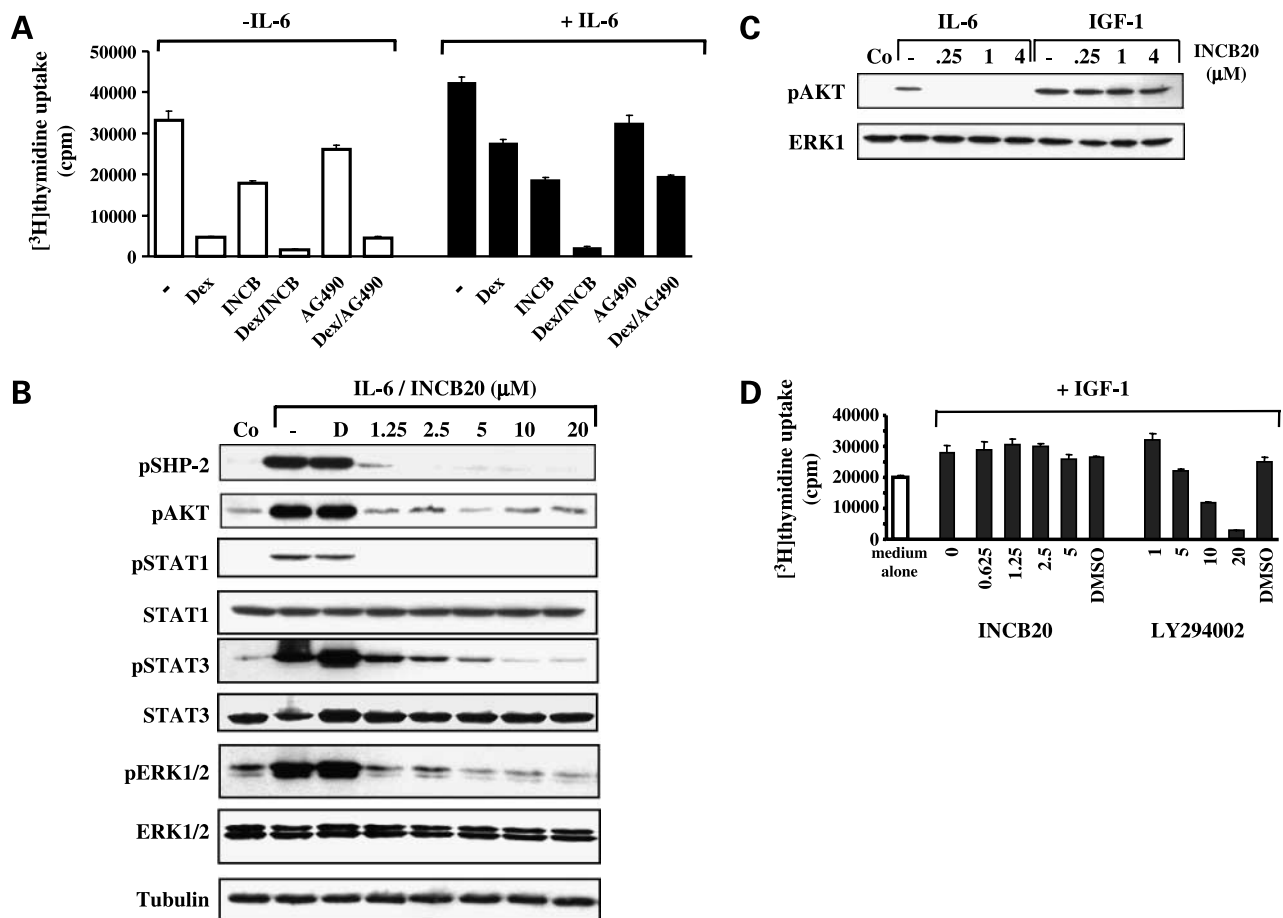 A
-IL-6
+ IL-6
[³H]thymidine uptake
(cpm)
50000
40000
30000
20000
10000
0
-
Dex
INCB
Dex/INCB
AG490
Dex/AG490
-
Dex
INCB
Dex/INCB
AG490
Dex/AG490
B
IL-6 / INCB20 (μM)
Co - D 1.25 2.5 5 10 20
pSHP-2
pAKT
pSTAT1
STAT1
pSTAT3
STAT3
pERK1/2
ERK1/2
Tubulin
C
IL-6 IGF-1
Co - .25 1 4 - .25 1 4 INCB20
(μM)
pAKT
ERK1
D
+ IGF-1
[³H]thymidine uptake
(cpm)
40000
30000
20000
10000
0
medium
alone
0
0.625
1.25
2.5
5
DMSO
1
5
10
20
DMSO
INCB20 LY294002